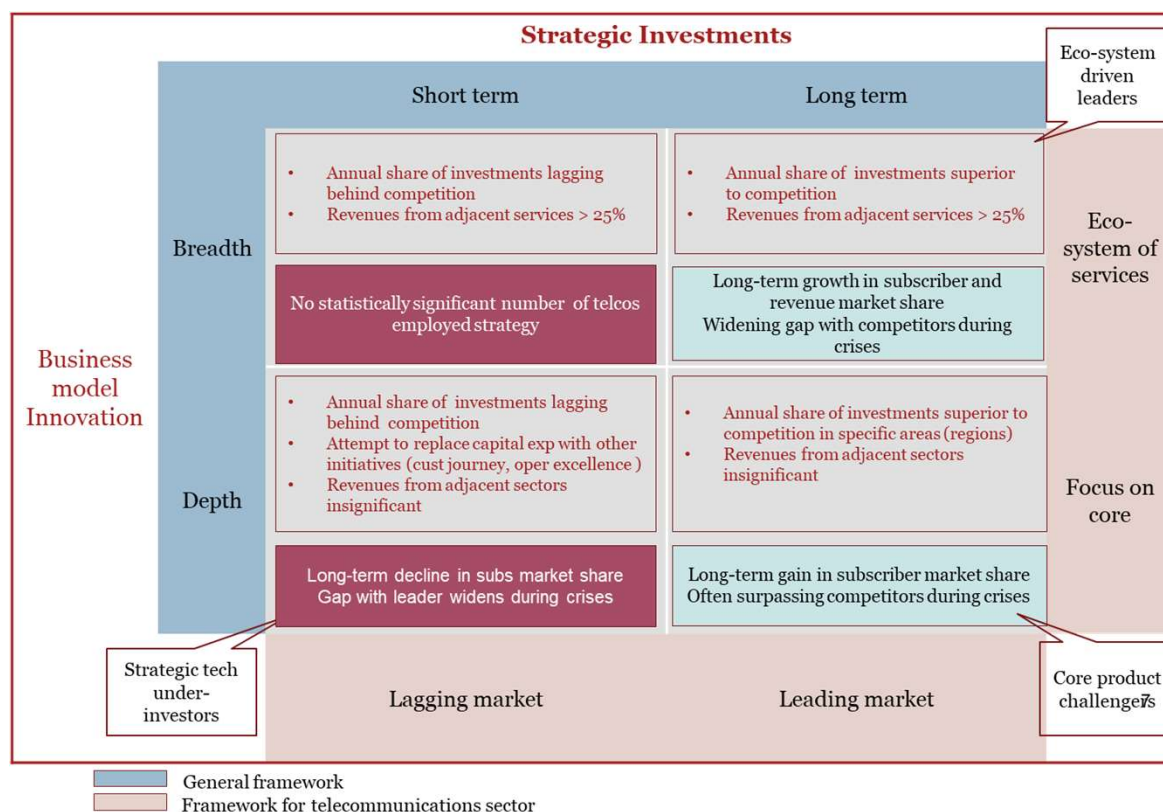 Strategic Investments
Eco-system
driven
leaders
Short term
Long term
• Annual share of investments lagging
behind competition
• Revenues from adjacent services > 25%
• Annual share of investments superior
to competition
• Revenues from adjacent services > 25%
Breadth
Eco-
system of
services
No statistically significant number of telcos
employed strategy
Long-term growth in subscriber and
revenue market share
Widening gap with competitors during
crises
Business
model
Innovation
• Annual share of investments lagging
behind competition
• Attempt to replace capital exp with other
initiatives (cust journey, oper excellence )
• Revenues from adjacent sectors
insignificant
• Annual share of investments superior to
competition in specific areas (regions)
• Revenues from adjacent sectors
insignificant
Depth
Focus on
core
Long-term decline in subs market share
Gap with leader widens during crises
Long-term gain in subscriber market share
Often surpassing competitors during crises
Strategic tech
under-
investors
Lagging market
Leading market
Core product
challengers
7
General framework
Framework for telecommunications sector